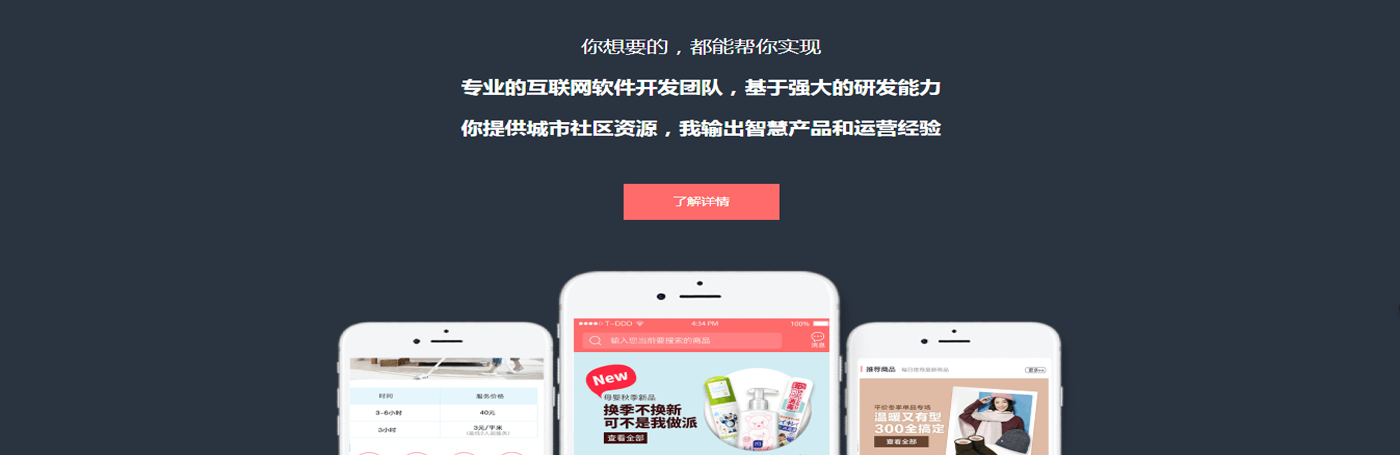 你想要的，都能帮你实现
专业的互联网软件开发团队，基于强大的研发能力
你提供城市社区资源，我输出智慧产品和运营经验
了解详情
T-DDD 4:34 PM 100%
输入您当前要搜索的商品
消息
New
母婴秋季新品
换季不换新
可不是我做派
查看全部
时间 服务价格
3-6小时 40元
3小时 3元/平米
推荐商品 每日推荐最新商品
平价冬季单品专场
温暖又有型
300全搞定
查看全部